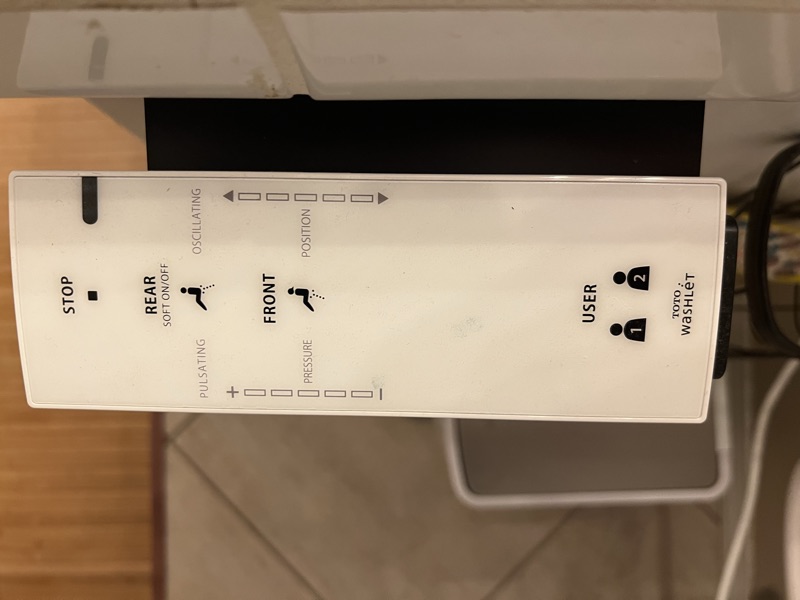 STOP
REAR
SOFT ON/OFF
PULSATING OSCILLATING
+
FRONT
PRESSURE POSITION
−
USER
1 2
TOTO
WASHLET